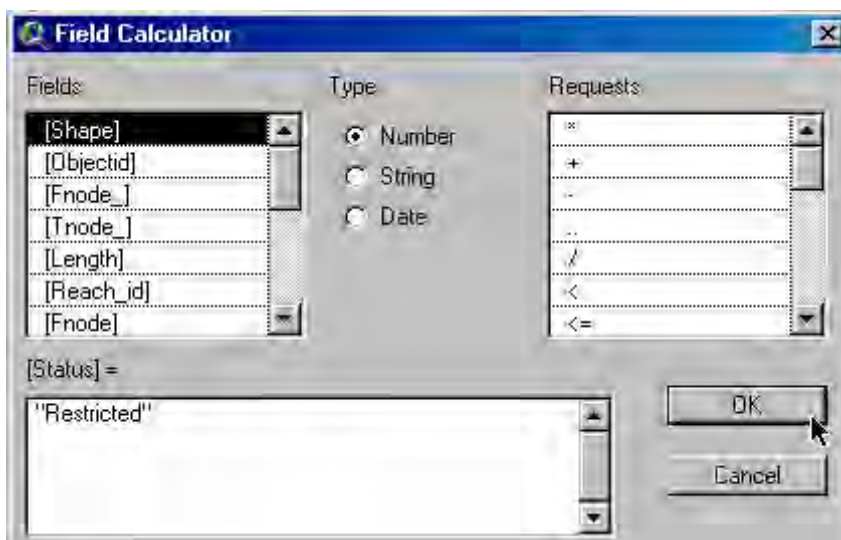 Field Calculator
Fields
Type
Requests
[Shape]
[Objectid]
[Fnode_]
[Tnode_]
[Length]
[Reach_id]
[Fnode]
Number
String
Date
*
+
-
..
/
<
<=
[Status] =
"Restricted"
OK
Cancel